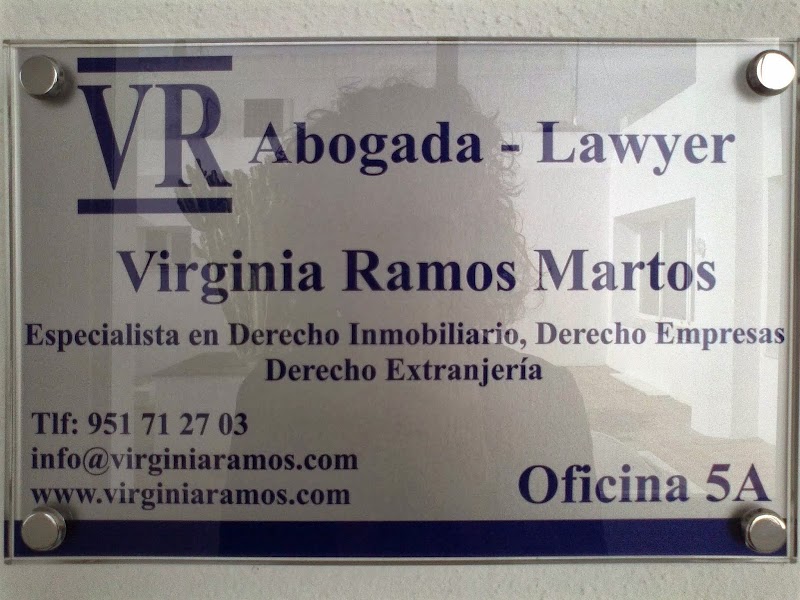 VR
Abogada - Lawyer
Virginia Ramos Martos
Especialista en Derecho Inmobiliario, Derecho Empresas
Derecho Extranjería
Tlf: 951 71 27 03
info@virginiaramos.com
www.virginiaramos.com
Oficina 5A